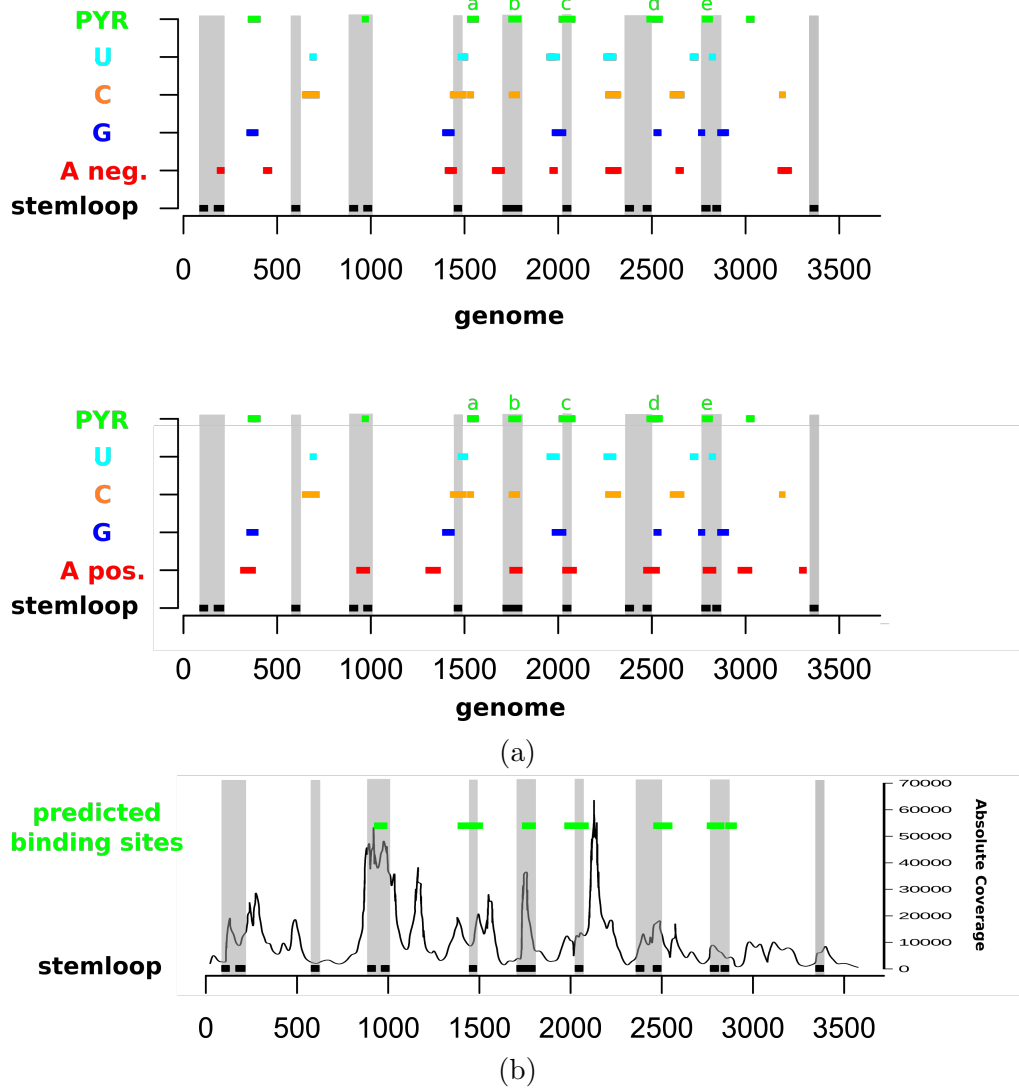 a b c d e
PYR
U
C
G
A neg.
stemloop
0 500 1000 1500 2000 2500 3000 3500
genome
a b c d e
PYR
U
C
G
A pos.
stemloop
0 500 1000 1500 2000 2500 3000 3500
genome
(a)
predicted
binding sites
stemloop
70000
60000
50000
40000
30000
20000
10000
0
Absolute Coverage
0 500 1000 1500 2000 2500 3000 3500
(b)